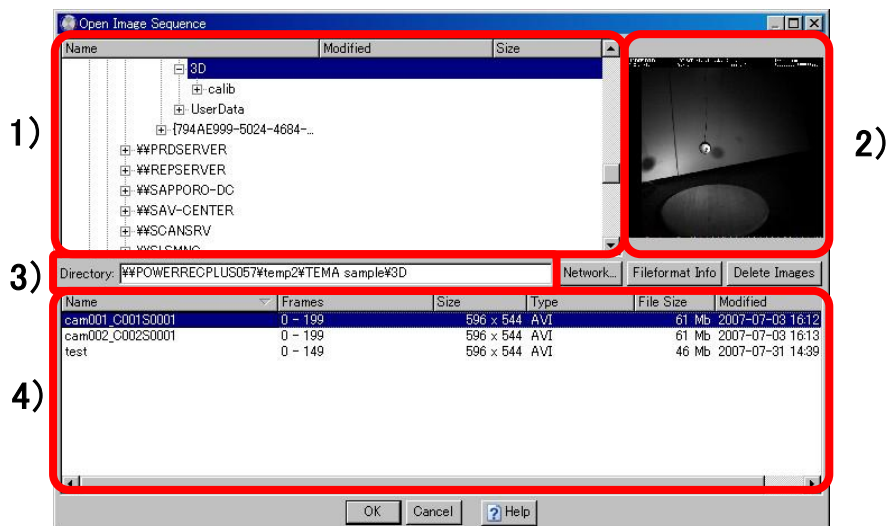 Open Image Sequence
Name Modified Size
3D
calib
UserData
{794AE999-5024-4684-...
¥¥PRDSERVER
¥¥REPSERVER
¥¥SAPPORO-DC
¥¥SAV-CENTER
¥¥SCANSRV
1)
2)
3)
Directory: ¥¥POWERRECPLUS057¥temp2¥TEMA sample¥3D Network... Fileformat Info Delete Images
Name Frames Size Type File Size Modified
cam001_C001S0001 0 - 199 596 x 544 AVI 61 Mb 2007-07-03 16:12
cam002_C002S0001 0 - 199 596 x 544 AVI 61 Mb 2007-07-03 16:13
test 0 - 149 596 x 544 AVI 46 Mb 2007-07-31 14:39
4)
OK Cancel Help